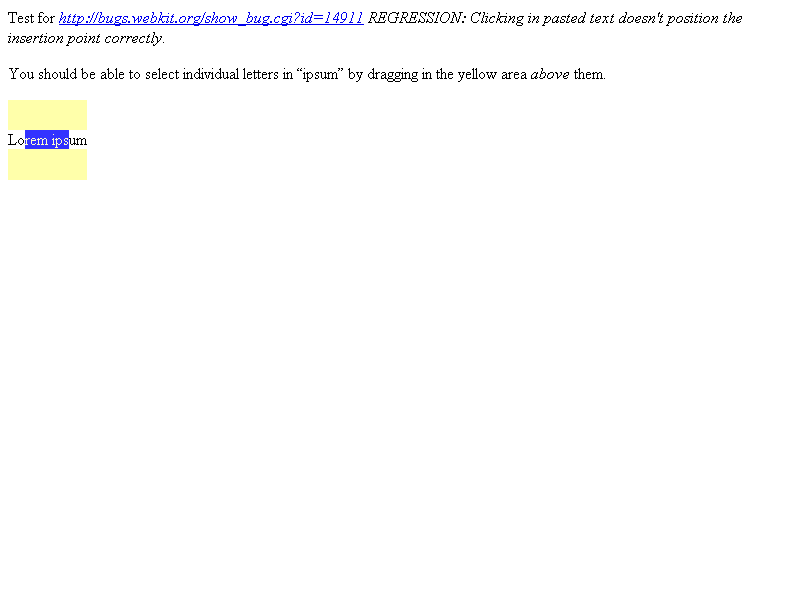 Test for http://bugs.webkit.org/show_bug.cgi?id=14911 REGRESSION: Clicking in pasted text doesn't position the
insertion point correctly.
You should be able to select individual letters in “ipsum” by dragging in the yellow area above them.
Lorem ipsum